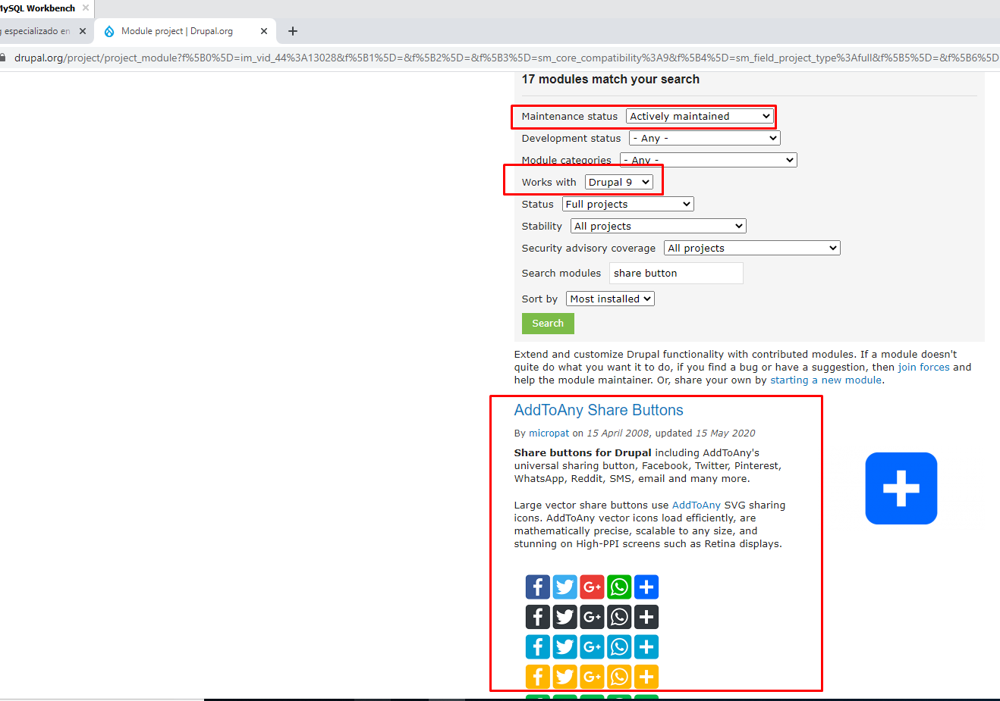 MySQL Workbench
g especializado en
Module project | Drupal.org
drupal.org/project/project_module?f%5B0%5D=im_vid_44%3A13028&f%5B1%5D=&f%5B2%5D=&f%5B3%5D=sm_core_compatibility%3A9&f%5B4%5D=sm_field_project_type%3Afull&f%5B5%5D=&f%5B6%5D
17 modules match your search
Maintenance status Actively maintained
Development status - Any -
Module categories - Any -
Works with Drupal 9
Status Full projects
Stability All projects
Security advisory coverage All projects
Search modules share button
Sort by Most installed
Search
Extend and customize Drupal functionality with contributed modules. If a module doesn't
quite do what you want it to do, if you find a bug or have a suggestion, then join forces and
help the module maintainer. Or, share your own by starting a new module.
AddToAny Share Buttons
By micropat on 15 April 2008, updated 15 May 2020
Share buttons for Drupal including AddToAny's
universal sharing button, Facebook, Twitter, Pinterest,
WhatsApp, Reddit, SMS, email and many more.
Large vector share buttons use AddToAny SVG sharing
icons. AddToAny vector icons load efficiently, are
mathematically precise, scalable to any size, and
stunning on High-PPI screens such as Retina displays.